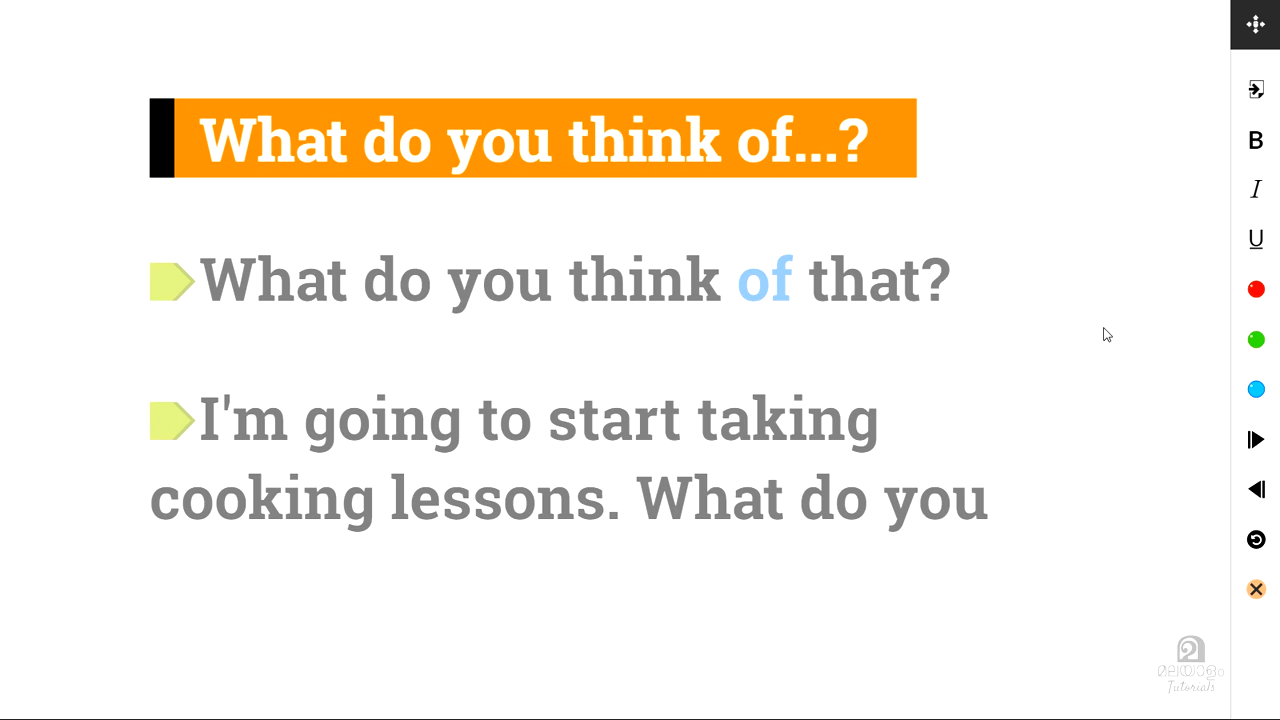 What do you think of...?
What do you think of that?
I'm going to start taking
cooking lessons. What do you
B
I
U
മലയാളം
Tutorials